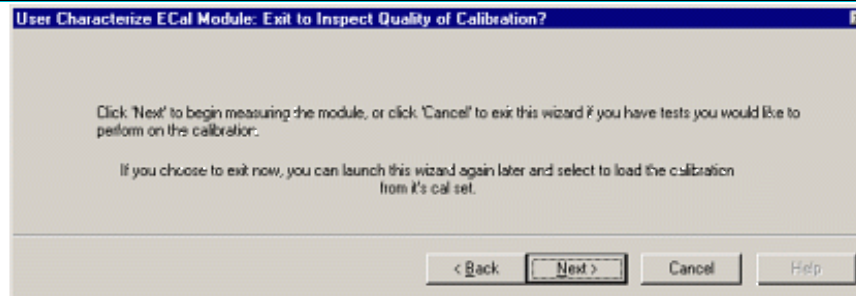 User Characterize ECal Module: Exit to Inspect Quality of Calibration?
Click 'Next' to begin measuring the module, or click 'Cancel' to exit this wizard if you have tests you would like to
perform on the calibration.
If you choose to exit now, you can launch this wizard again later and select to load the calibration
from it's cal set.
< Back
Next >
Cancel
Help